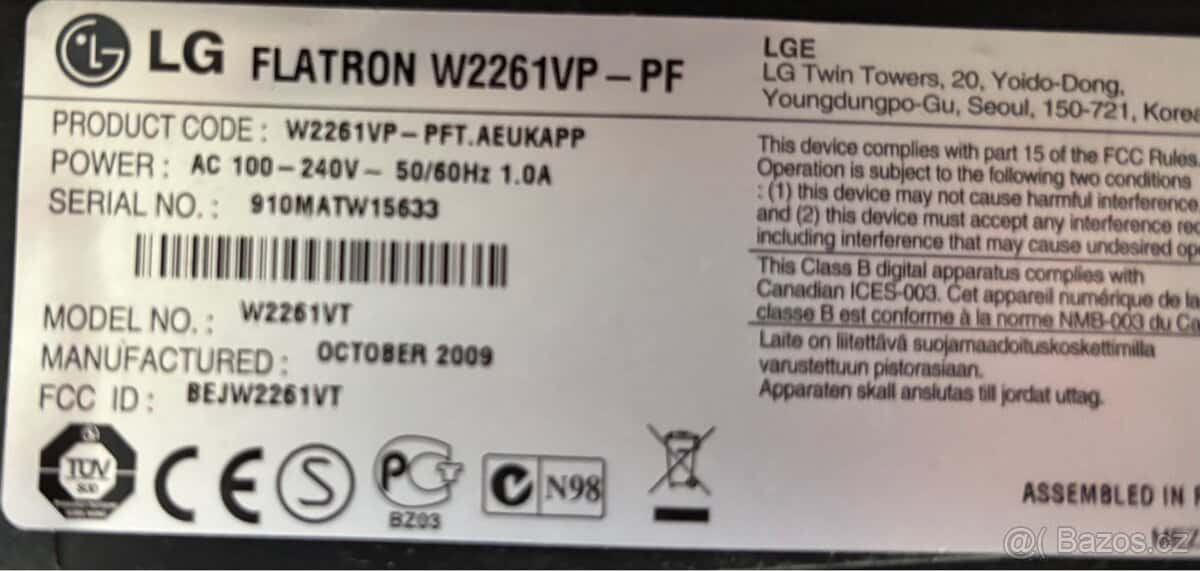 LG FLATRON W2261VP-PF
PRODUCT CODE: W2261VP-PFT.AEUKAPP
POWER: AC 100-240V~ 50/60Hz 1.0A
SERIAL NO.: 910MATW15633
MODEL NO.: W2261VT
MANUFACTURED: OCTOBER 2009
FCC ID: BEJW2261VT
TÜV
CE
S
PCT
BZ03
N98
LGE
LG Twin Towers, 20, Yoido-Dong,
Youngdungpo-Gu, Seoul, 150-721, Korea
This device complies with part 15 of the FCC Rules.
Operation is subject to the following two conditions
: (1) this device may not cause harmful interference
and (2) this device must accept any interference rec
including interference that may cause undesired op
This Class B digital apparatus complies with
Canadian ICES-003. Cet appareil numérique de la
classe B est conforme à la norme NMB-003 du Ca
Laite on liitettävä suojamaadoituskoskettimilla
varustettuun pistorasiaan.
Apparaten skall anslutas till jordat uttag.
ASSEMBLED IN
@( Bazos.cz